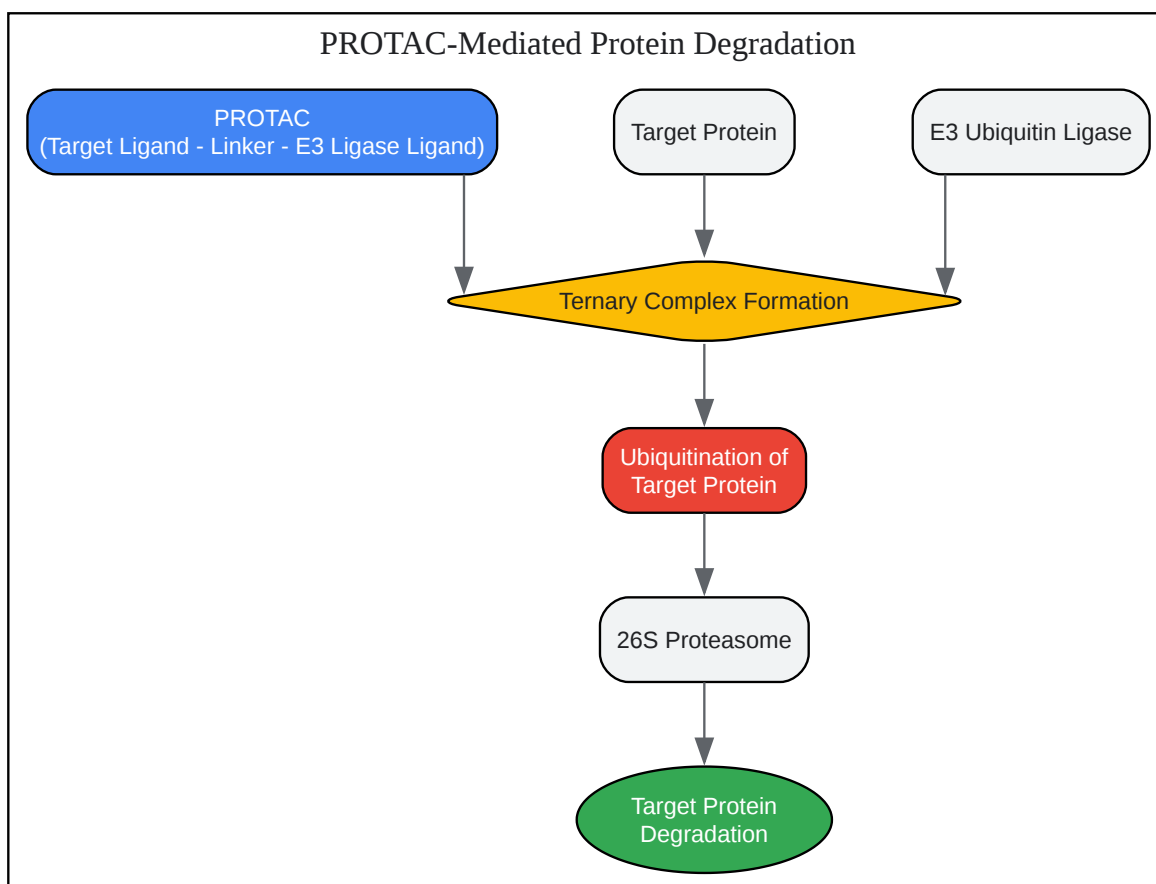 PROTAC-Mediated Protein Degradation
PROTAC
(Target Ligand - Linker - E3 Ligase Ligand)
Target Protein
E3 Ubiquitin Ligase
Ternary Complex Formation
Ubiquitination of
Target Protein
26S Proteasome
Target Protein
Degradation